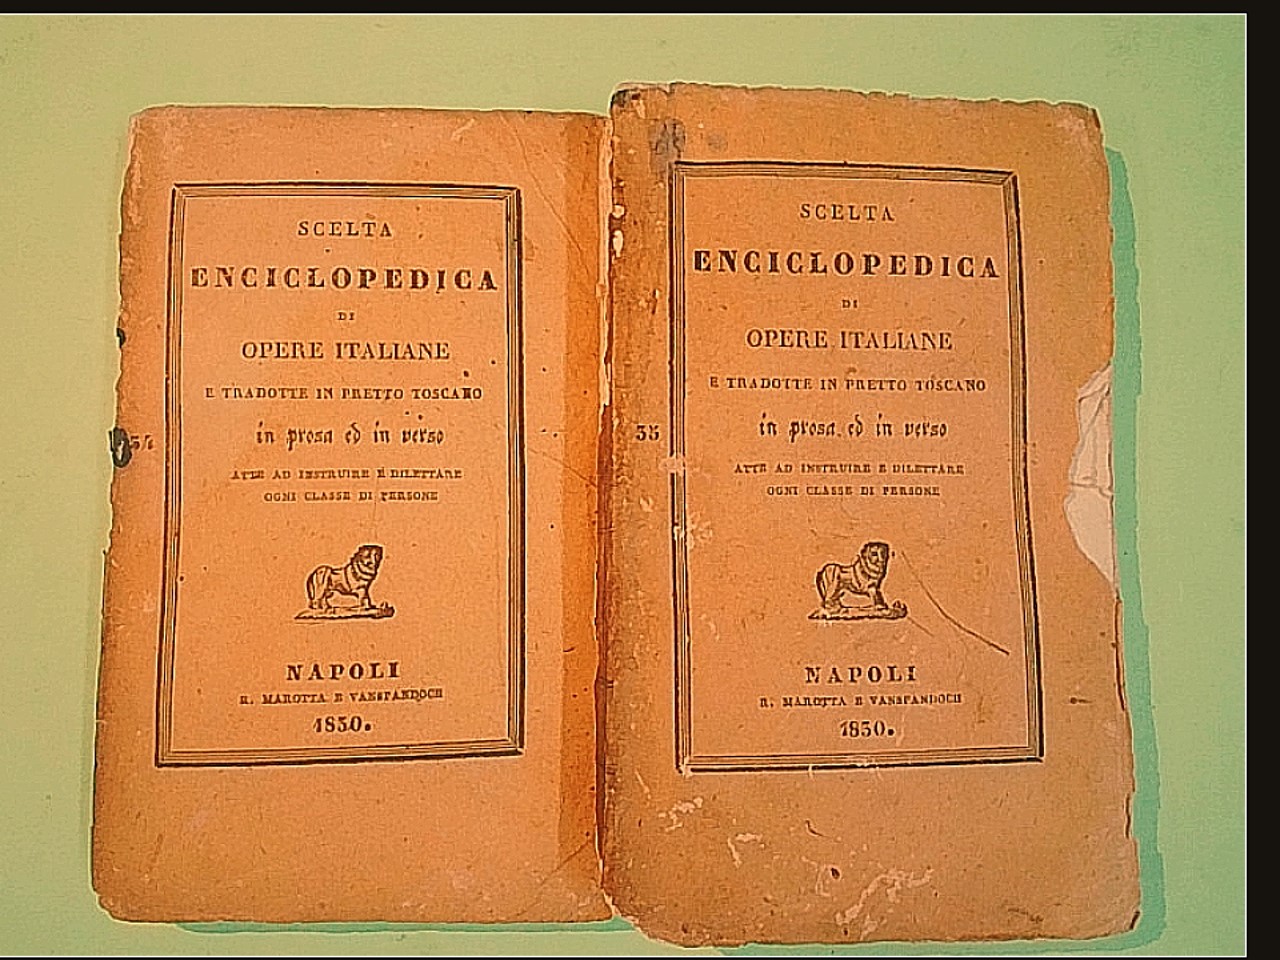 SCELTA
ENCICLOPEDICA
DI
OPERE ITALIANE
E TRADOTTE IN PRETTO TOSCANO
in prosa ed in verso
ATTE AD INSTRUIRE E DILETTARE
OGNI CLASSE DI PERSONE
NAPOLI
R. MAROTTA E VANSPANDOCH
1830.
34
SCELTA
ENCICLOPEDICA
DI
OPERE ITALIANE
E TRADOTTE IN PRETTO TOSCANO
in prosa ed in verso
35
ATTE AD INSTRUIRE E DILETTARE
OGNI CLASSE DI PERSONE
NAPOLI
R. MAROTTA E VANSPANDOCH
1830.